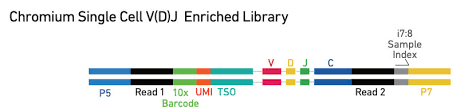 Chromium Single Cell V(D)J Enriched Library
i7:8
Sample
Index
V D J C
P5 Read 1 10x UMI TSO Read 2 P7
Barcode